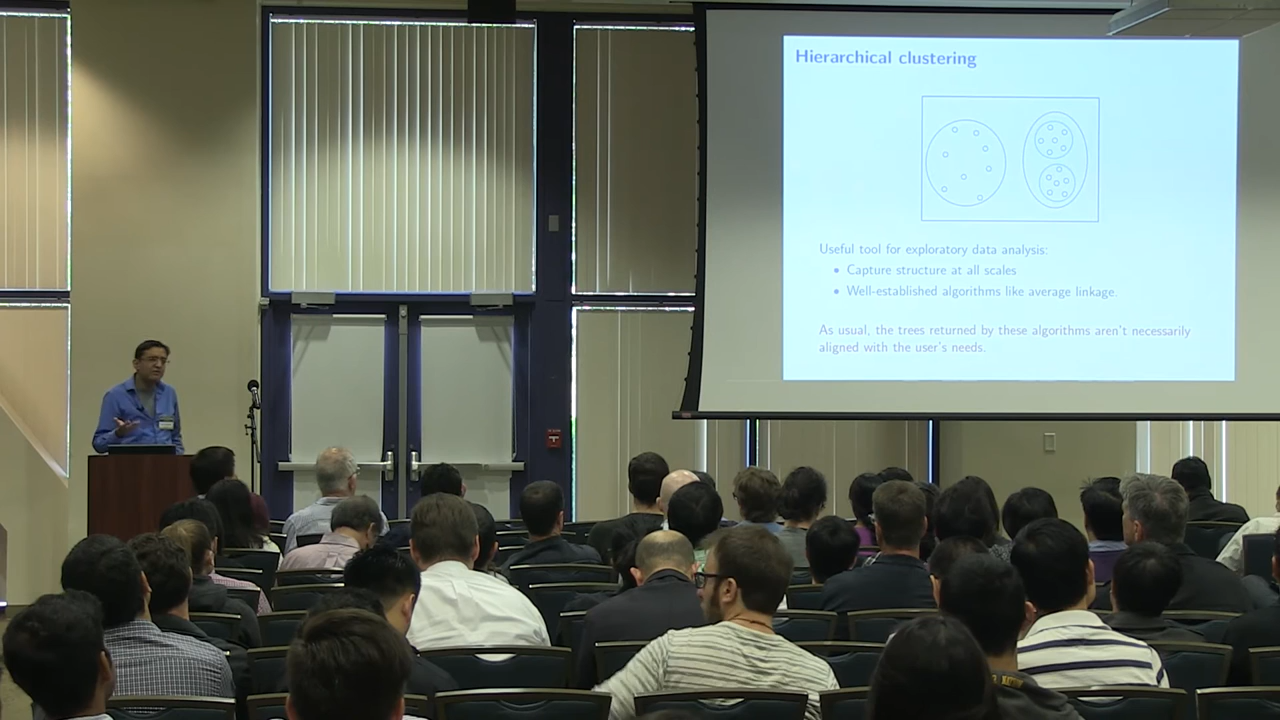 Hierarchical clustering
Useful tool for exploratory data analysis:
• Capture structure at all scales
• Well-established algorithms like average linkage.
As usual, the trees returned by these algorithms aren't necessarily
aligned with the user's needs.